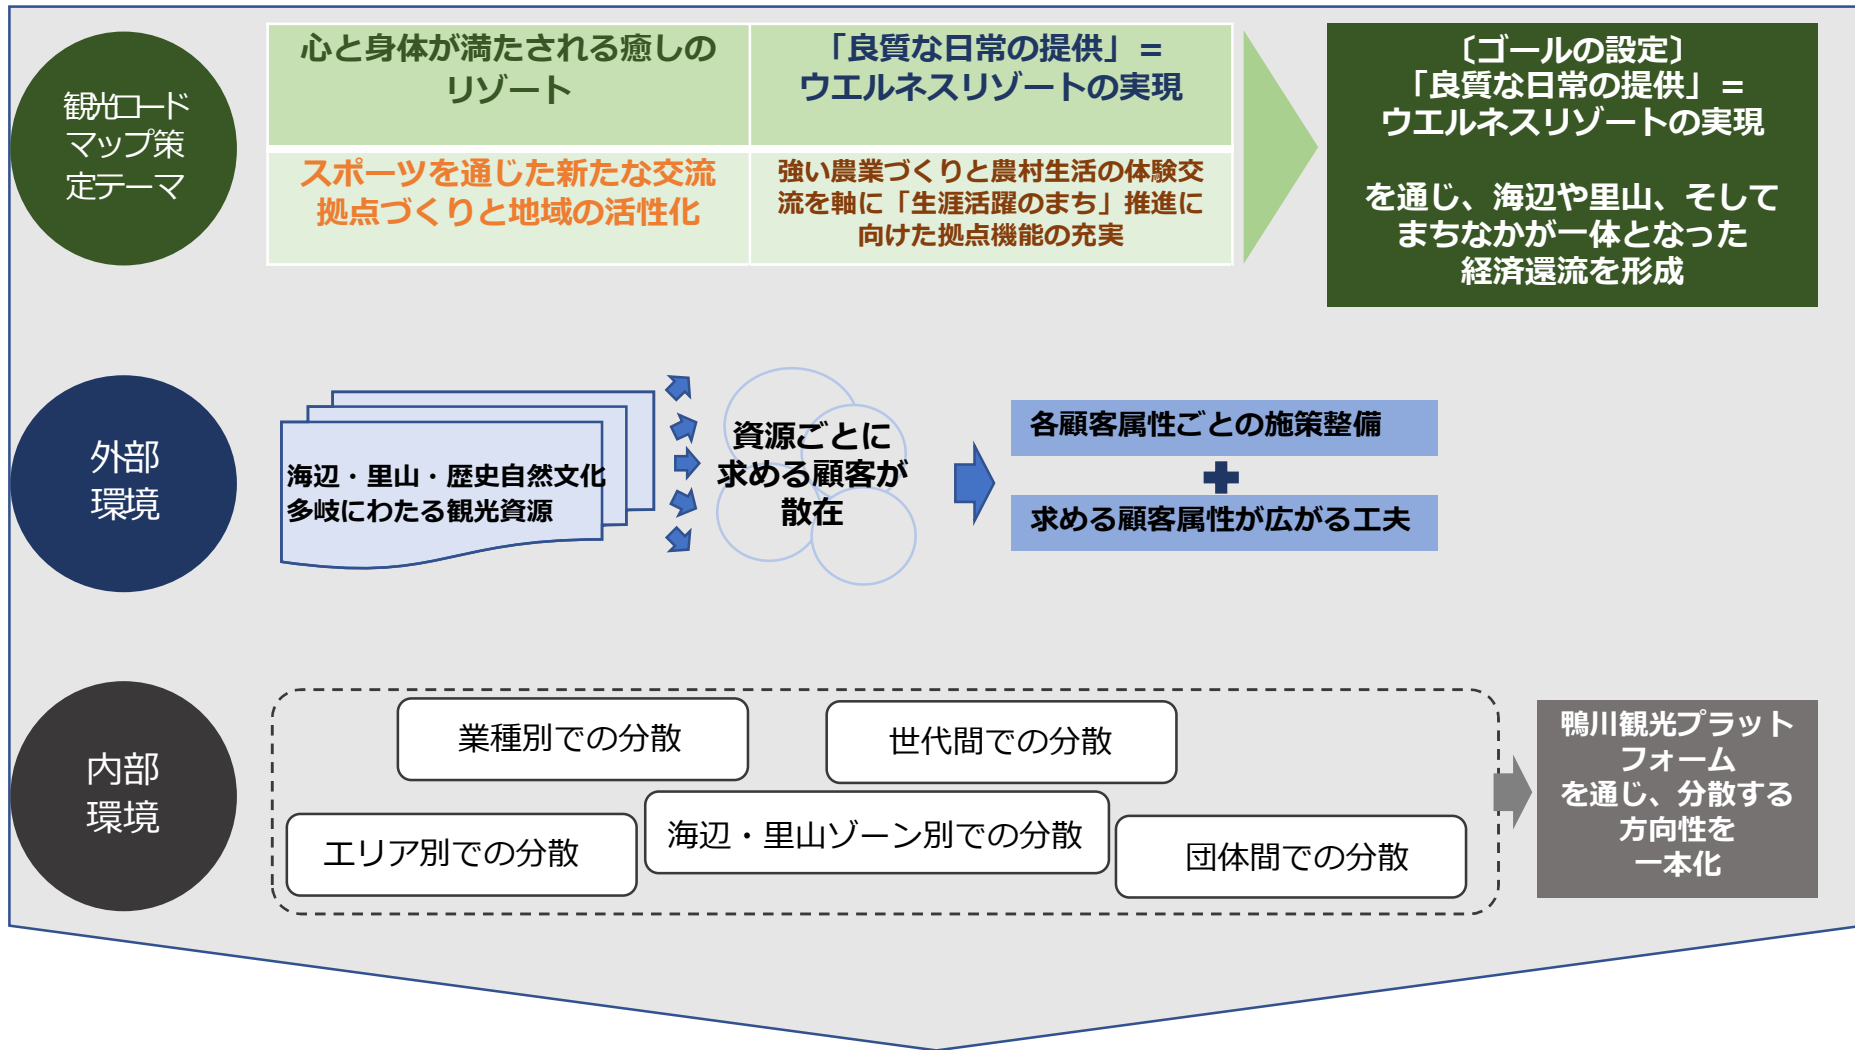 観光ロード
マップ策
定テーマ
心と身体が満たされる癒しの
リゾート
「良質な日常の提供」=
ウエルネスリゾートの実現
スポーツを通じた新たな交流
拠点づくりと地域の活性化
強い農業づくりと農村生活の体験交
流を軸に「生涯活躍のまち」推進に
向けた拠点機能の充実
〔ゴールの設定〕
「良質な日常の提供」=
ウエルネスリゾートの実現
を通じ、海辺や里山、そして
まちなかが一体となった
経済還流を形成
外部
環境
海辺・里山・歴史自然文化
多岐にわたる観光資源
資源ごとに
求める顧客が
散在
各顧客属性ごとの施策整備
求める顧客属性が広がる工夫
内部
環境
業種別での分散
世代間での分散
エリア別での分散
海辺・里山ゾーン別での分散
団体間での分散
鴨川観光プラット
フォーム
を通じ、分散する
方向性を
一本化